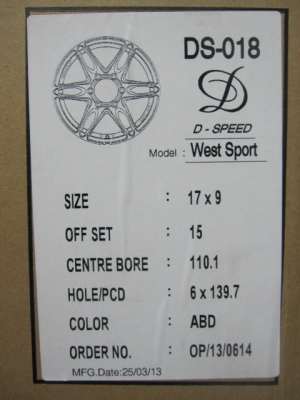 DS-018
D - SPEED
Model : West Sport
SIZE : 17 x 9
OFF SET : 15
CENTRE BORE : 110.1
HOLE/PCD : 6 x 139.7
COLOR : ABD
ORDER NO. : OP/13/0614
MFG.Date:25/03/13